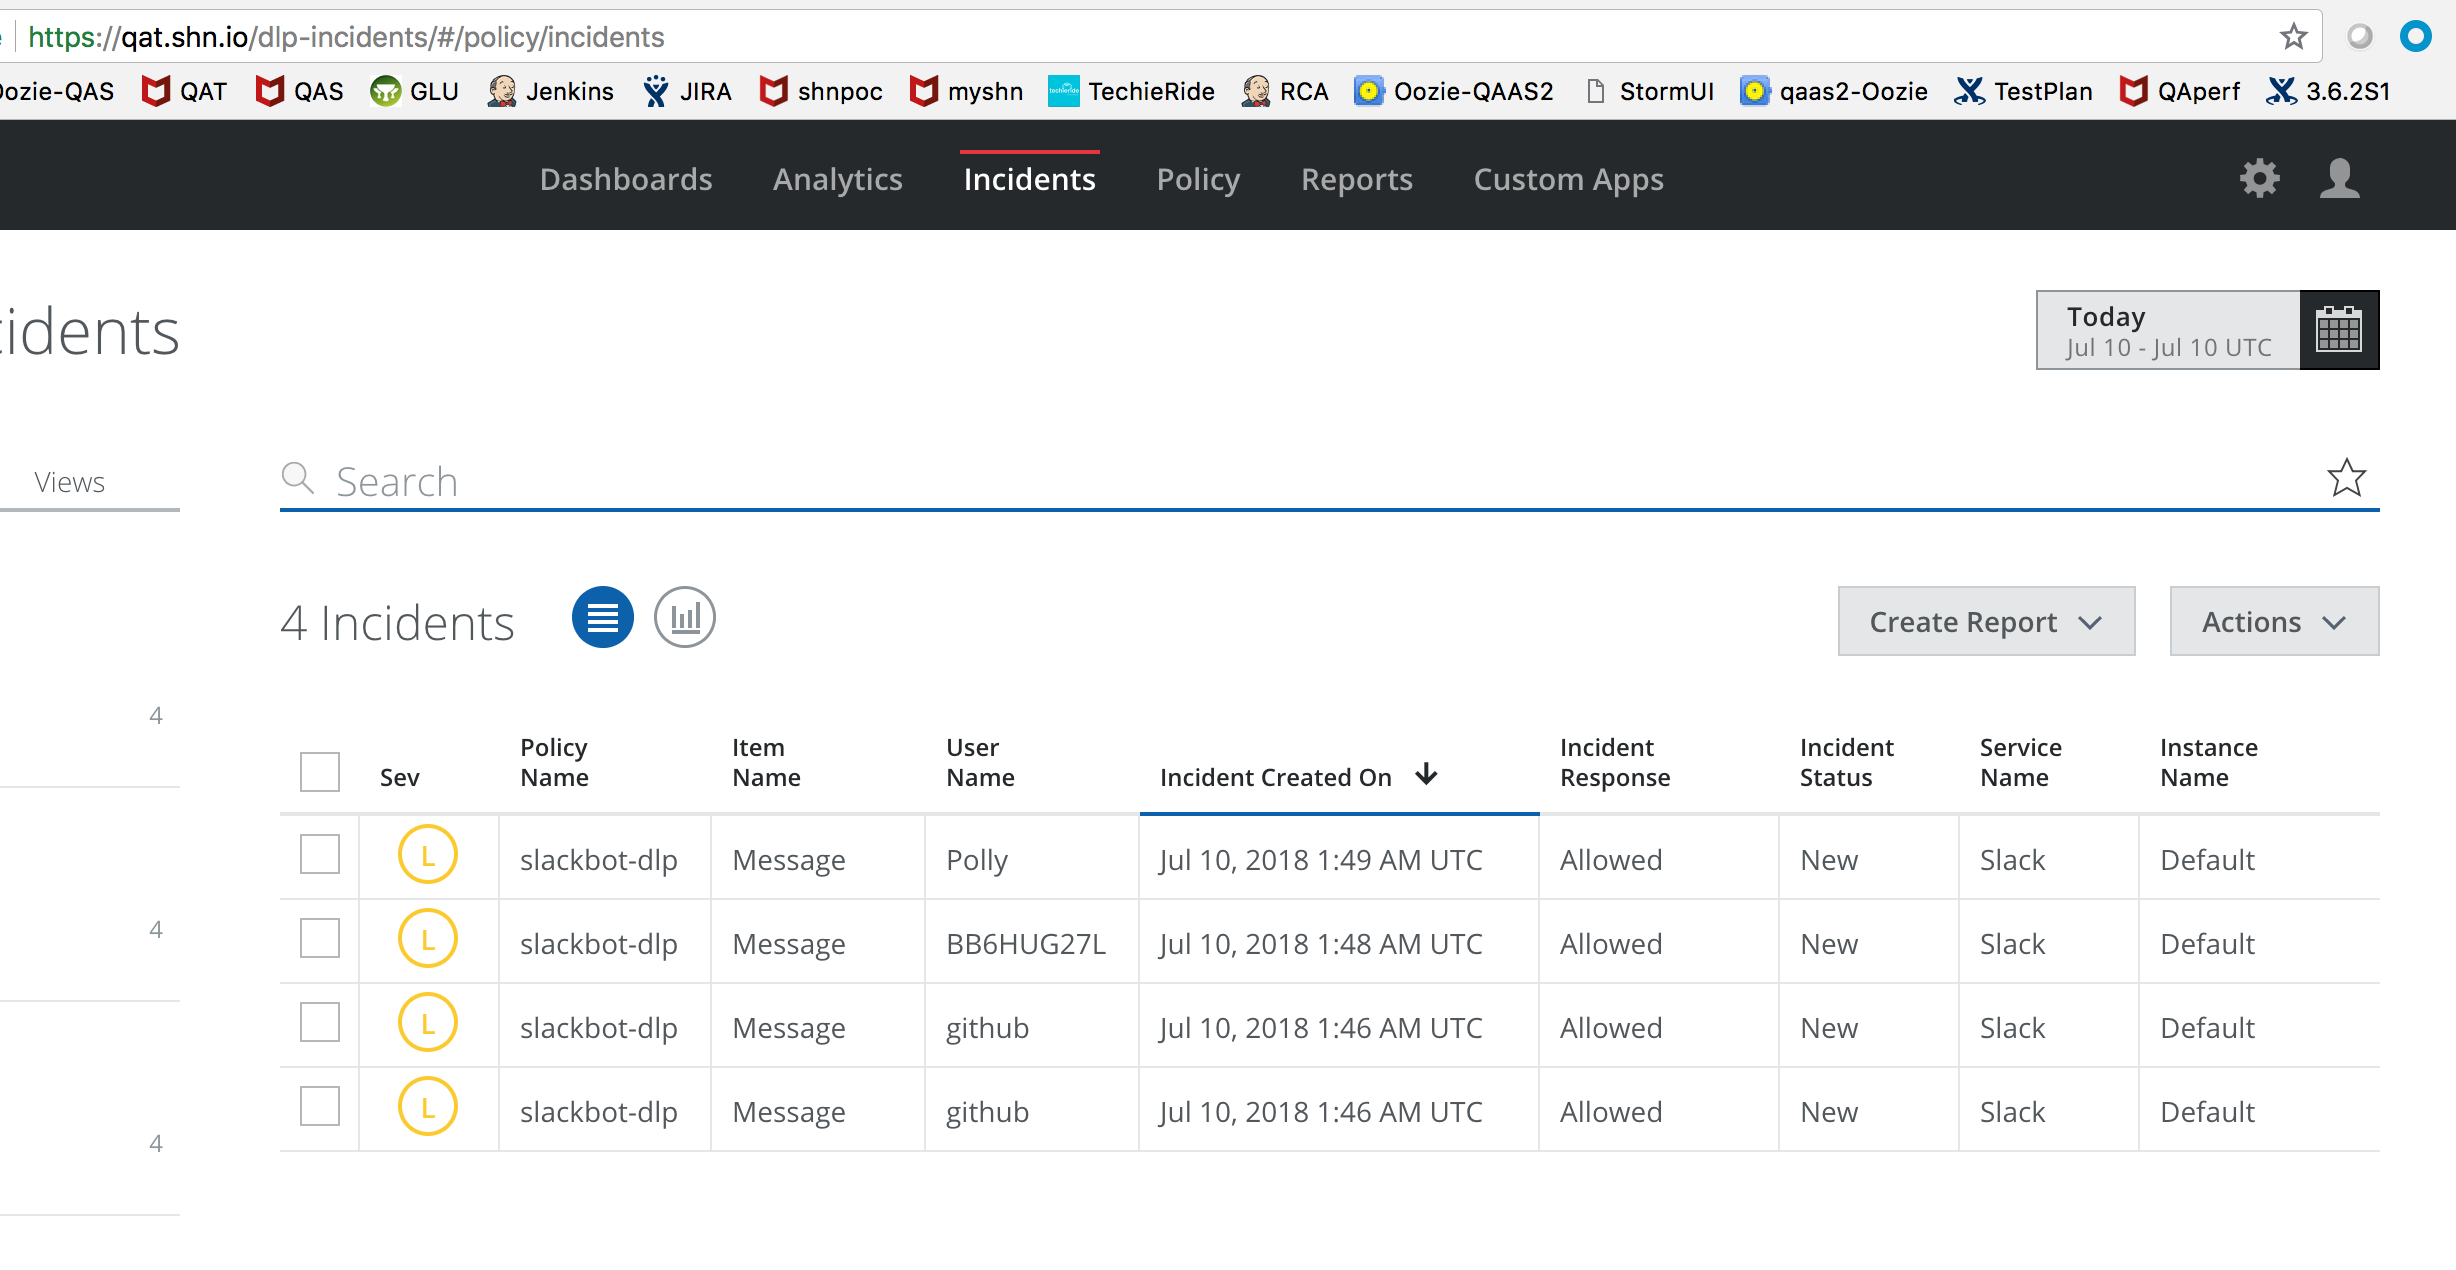 https://qat.shn.io/dlp-incidents/#/policy/incidents
Oozie-QAS QAT QAS GLU Jenkins JIRA shnpoc myshn TechieRide RCA Oozie-QAAS2 StormUI qaas2-Oozie TestPlan QAperf 3.6.2S1
Dashboards Analytics Incidents Policy Reports Custom Apps
cidents
Today
Jul 10 - Jul 10 UTC
Views
Search
4 Incidents
Create Report
Actions
4
4
4
Sev Policy Name Item Name User Name Incident Created On Incident Response Incident Status Service Name Instance Name
L slackbot-dlp Message Polly Jul 10, 2018 1:49 AM UTC Allowed New Slack Default
L slackbot-dlp Message BB6HUG27L Jul 10, 2018 1:48 AM UTC Allowed New Slack Default
L slackbot-dlp Message github Jul 10, 2018 1:46 AM UTC Allowed New Slack Default
L slackbot-dlp Message github Jul 10, 2018 1:46 AM UTC Allowed New Slack Default